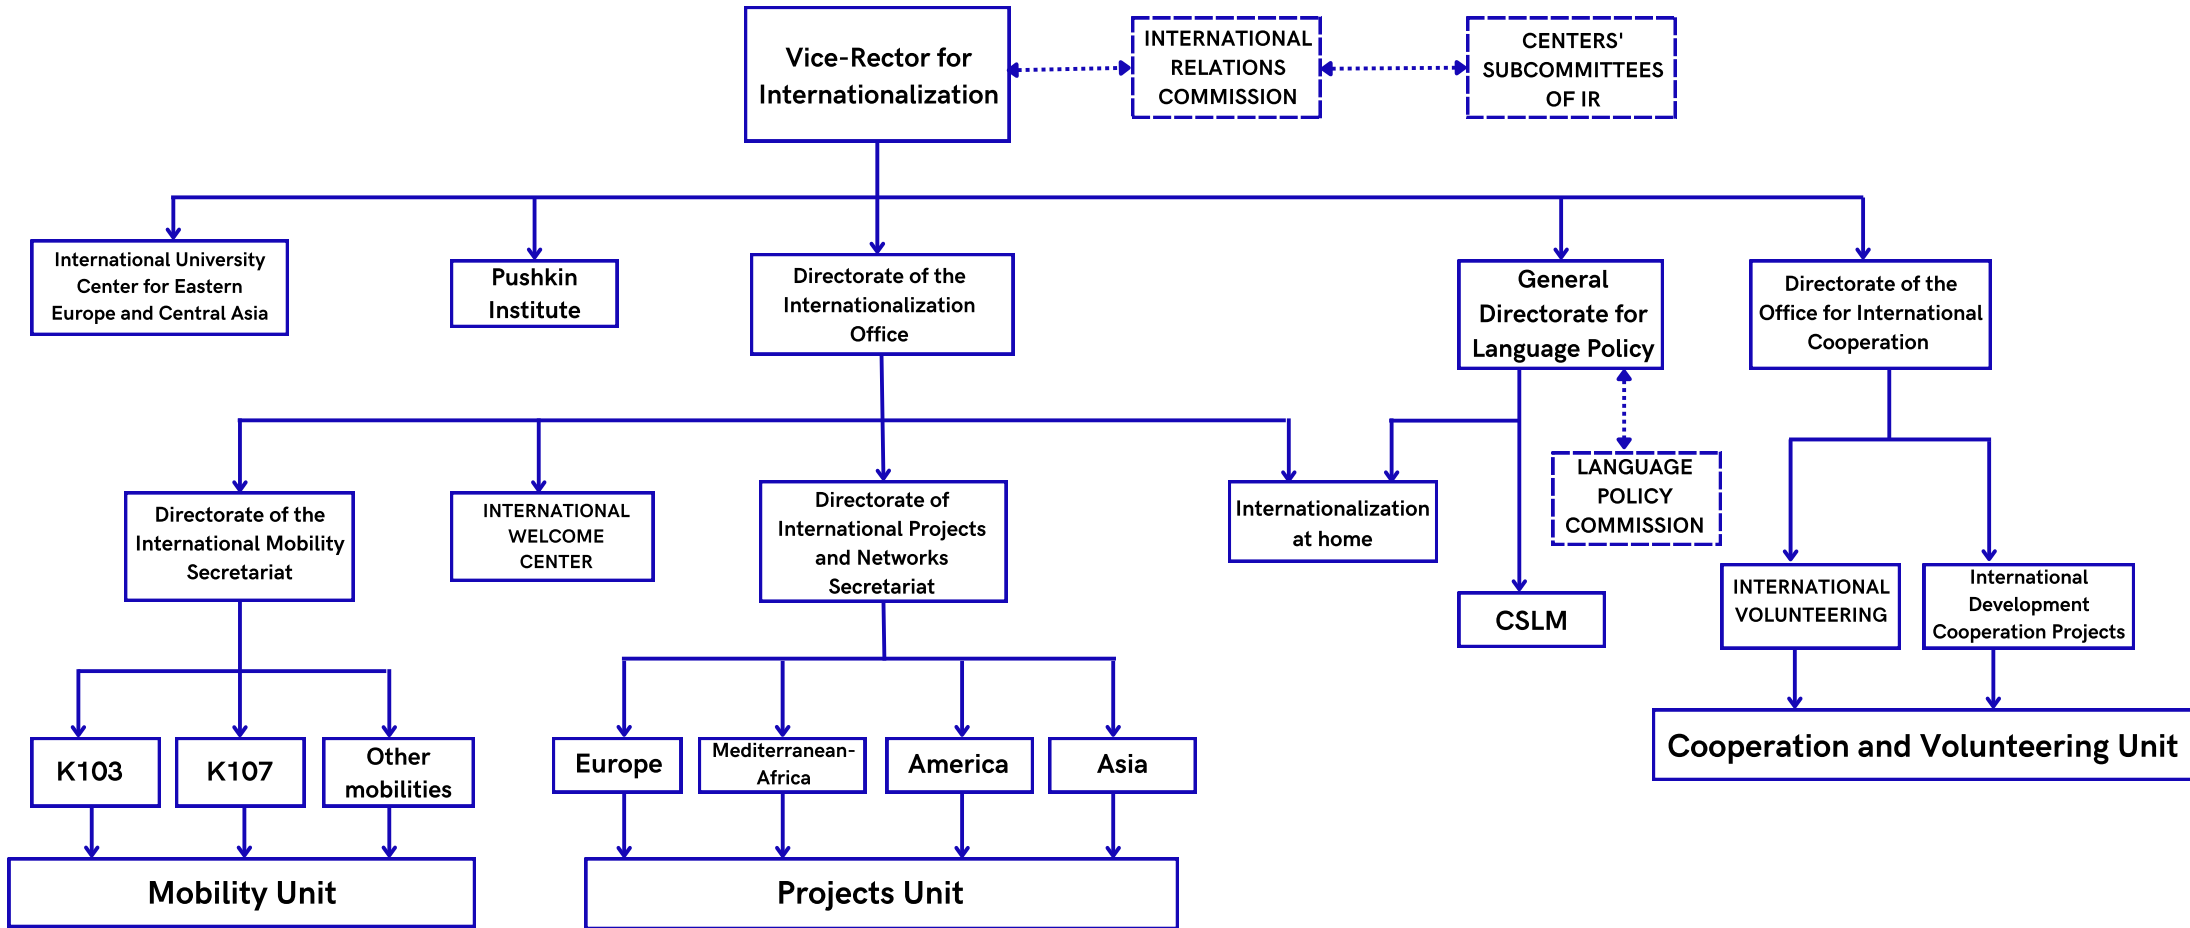 Vice-Rector for
Internationalization
INTERNATIONAL
RELATIONS
COMMISSION
CENTERS'
SUBCOMMITTEES
OF IR
International University
Center for Eastern
Europe and Central Asia
Pushkin
Institute
Directorate of the
Internationalization
Office
General
Directorate for
Language Policy
Directorate of the
Office for International
Cooperation
Directorate of the
International Mobility
Secretariat
INTERNATIONAL
WELCOME
CENTER
Directorate of
International Projects
and Networks
Secretariat
Internationalization
at home
LANGUAGE
POLICY
COMMISSION
CSLM
INTERNATIONAL
VOLUNTEERING
International
Development
Cooperation Projects
K103
K107
Other
mobilities
Europe
Mediterranean-
Africa
America
Asia
Cooperation and Volunteering Unit
Mobility Unit
Projects Unit